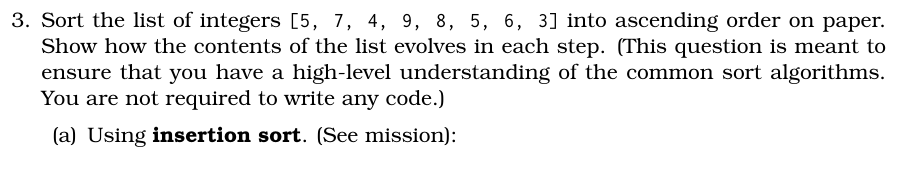 3. Sort the list of integers [5, 7, 4, 9, 8, 5, 6, 3] into ascending order on paper.
Show how the contents of the list evolves in each step. (This question is meant to
ensure that you have a high-level understanding of the common sort algorithms.
You are not required to write any code.)
(a) Using insertion sort. (See mission):